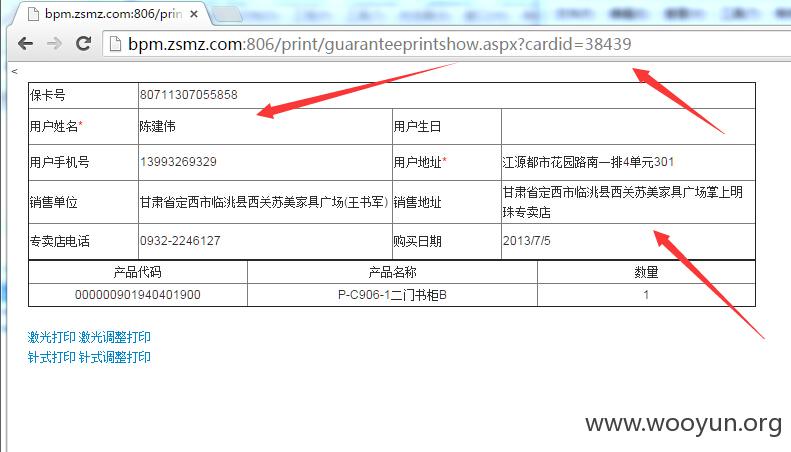 bpm.zsmz.com:806/prin
bpm.zsmz.com:806/print/guaranteeprintshow.aspx?cardid=38439
<
保卡号 80711307055858
用户姓名* 陈建伟 用户生日
用户手机号 13993269329 用户地址* 江源都市花园路南一排4单元301
销售单位 甘肃省定西市临洮县西关苏美家具广场(王书军) 销售地址 甘肃省定西市临洮县西关苏美家具广场掌上明
珠专卖店
专卖店电话 0932-2246127 购买日期 2013/7/5
产品代码 产品名称 数量
000000901940401900 P-C906-1二门书柜B 1
激光打印 激光调整打印
针式打印 针式调整打印
www.wooyun.org